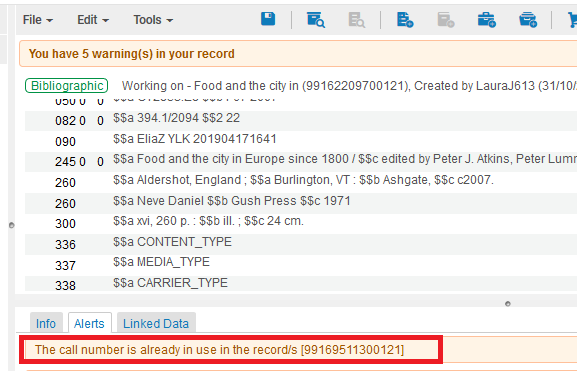 File Edit Tools
You have 5 warning(s) in your record
Bibliographic Working on - Food and the city in (99162209700121), Created by LauraJ613 (31/10/
050 0 0
082 0 0 $$a 394.1/2094 $$2 22
090 $$a EliaZ YLK 201904171641
245 0 0 $$a Food and the city in Europe since 1800 / $$c edited by Peter J. Atkins, Peter Lumm
260 $$a Aldershot, England ; $$a Burlington, VT : $$b Ashgate, $$c c2007.
260 $$a Neve Daniel $$b Gush Press $$c 1971
300 $$a xvi, 260 p. : $$b ill. ; $$c 24 cm.
336 $$a CONTENT_TYPE
337 $$a MEDIA_TYPE
338 $$a CARRIER_TYPE
Info Alerts Linked Data
The call number is already in use in the record/s [99169511300121]